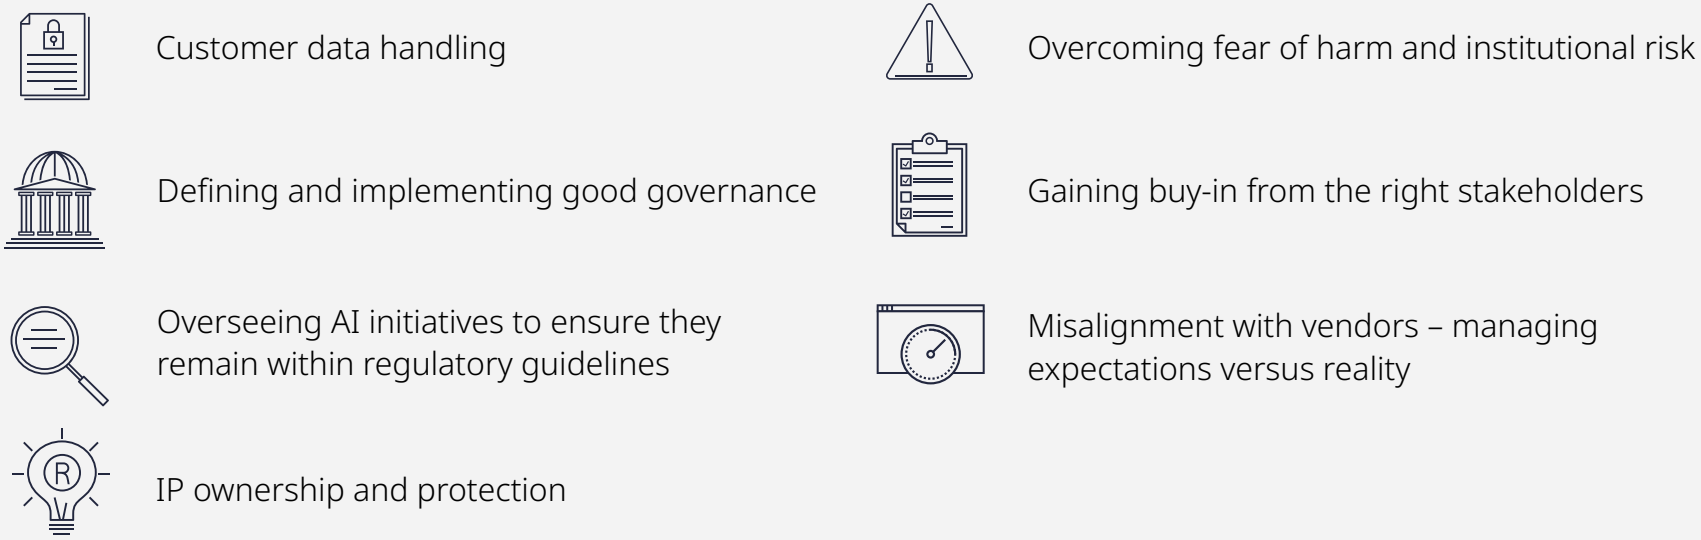 Customer data handling
Defining and implementing good governance
Overseeing AI initiatives to ensure they
remain within regulatory guidelines
R
IP ownership and protection
Overcoming fear of harm and institutional risk
Gaining buy-in from the right stakeholders
Misalignment with vendors – managing
expectations versus reality